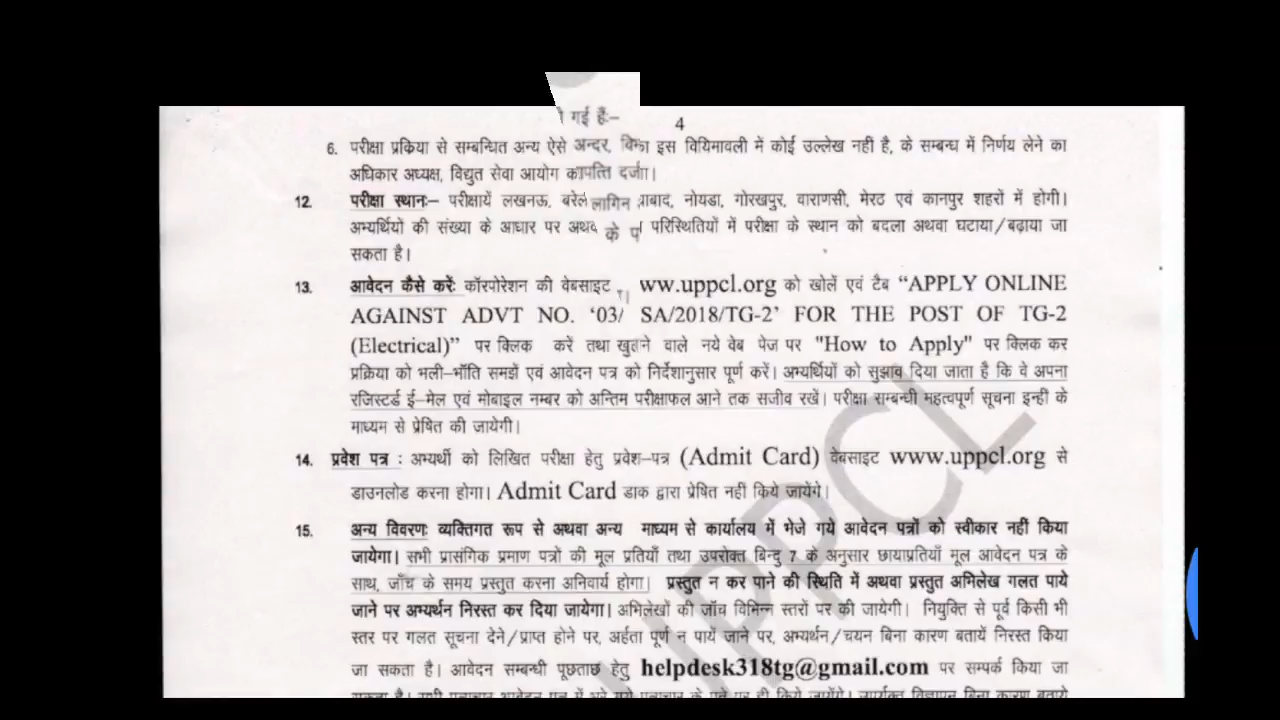 गई हैं:-
4
6. परीक्षा प्रक्रिया से सम्बन्धित अन्य ऐसे अन्दर, इस वियिमावली में कोई उल्लेख नहीं है, के सम्बन्ध में निर्णय लेने का
अधिकार अध्यक्ष, विद्युत सेवा आयोग
12. परीक्षा स्थानः– परीक्षायें लखनऊ, लागिन नोयडा, गोरखपुर, वाराणसी, मेरठ एवं कानपुर शहरों में होगी।
अभ्यर्थियों की संख्या के आधार पर के परिस्थितियों में परीक्षा के स्थान को बदला अथवा घटाया/बढ़ाया जा
सकता है।
13. आवेदन कैसे करेंः कॉरपोरेशन की वेबसाइट ww.uppcl.org को खोलें एवं टैब “APPLY ONLINE
AGAINST ADVT NO. ‘03/ SA/2018/TG-2’ FOR THE POST OF TG-2
(Electrical)” पर क्लिक करें तथा खुलने वाले नये वेब पेज पर "How to Apply" पर क्लिक कर
प्रक्रिया को भली–भाँति समझें एवं आवेदन पत्र को निर्देशानुसार पूर्ण करें। अभ्यर्थियों को सुझाव दिया जाता है कि वे अपना
रजिस्टर्ड ई–मेल एवं मोबाइल नम्बर को अन्तिम परीक्षाफल आने तक सजीव रखें। परीक्षा सम्बन्धी महत्वपूर्ण सूचना इन्हीं के
माध्यम से प्रेषित की जायेगी।
14. प्रवेश पत्र : अभ्यर्थी को लिखित परीक्षा हेतु प्रवेश–पत्र (Admit Card) वेबसाइट www.uppcl.org से
डाउनलोड करना होगा। Admit Card डाक द्वारा प्रेषित नहीं किये जायेंगे।
15. अन्य विवरणः व्यक्तिगत रूप से अथवा अन्य माध्यम से कार्यालय में भेजे गये आवेदन पत्रों को स्वीकार नहीं किया
जायेगा। सभी प्रासंगिक प्रमाण पत्रों की मूल प्रतियाँ तथा उपरोक्त बिन्दु 7 के अनुसार छायाप्रतियाँ मूल आवेदन पत्र के
साथ, जाँच के समय प्रस्तुत करना अनिवार्य होगा। प्रस्तुत न कर पाने की स्थिति में अथवा प्रस्तुत अभिलेख गलत पाये
जाने पर अभ्यर्थन निरस्त कर दिया जायेगा। अभिलेखों की जॉच विभिन्न स्तरों पर की जायेगी। नियुक्ति से पूर्व किसी भी
स्तर पर गलत सूचना देने/प्राप्त होने पर, अर्हता पूर्ण न पायें जाने पर, अभ्यर्थन/चयन बिना कारण बतायें निरस्त किया
जा सकता है। आवेदन सम्बन्धी पूछताछ हेतु helpdesk318tg@gmail.com पर सम्पर्क किया जा
UPPCL